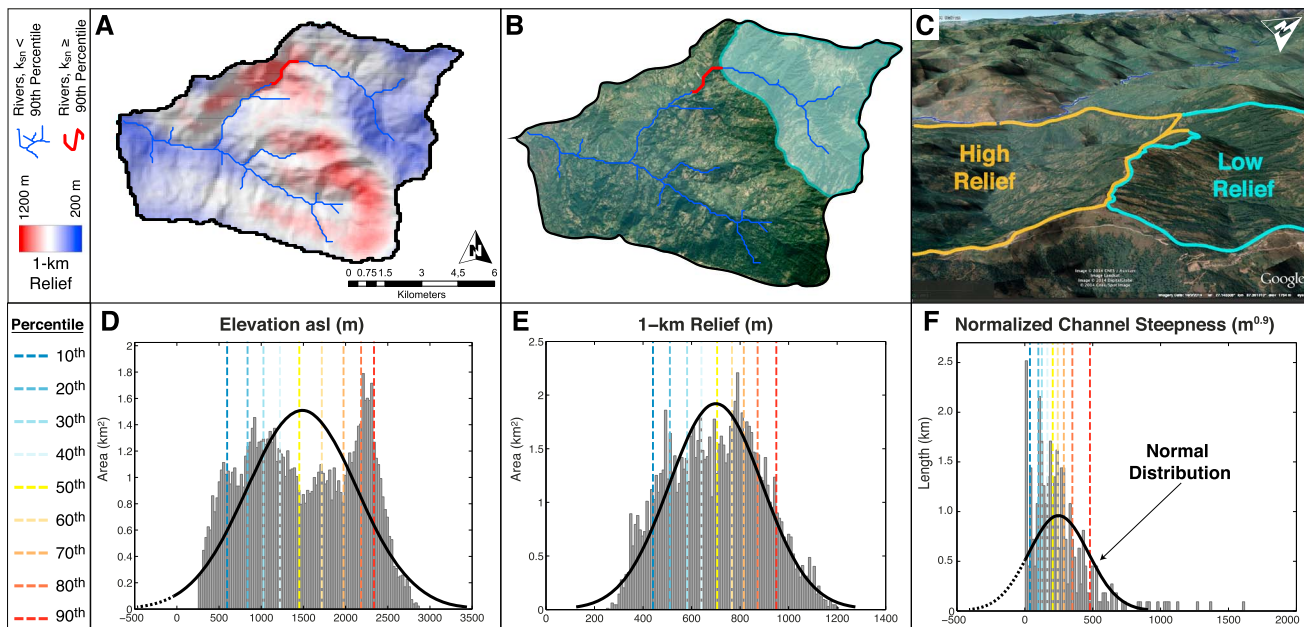 Rivers, ksn <
90th Percentile
Rivers, ksn ≥
90th Percentile
1200 m
200 m
1-km
Relief
A
N
0 0.75 1.5 3 4,5 6
Kilometers
B
C
N
High
Relief
Low
Relief
Google
Percentile
10th
20th
30th
40th
50th
60th
70th
80th
90th
D Elevation asl (m)
Area (km²)
2
1.8
1.6
1.4
1.2
1
0.8
0.6
0.4
0.2
0
−500 0 500 1000 1500 2000 2500 3000 3500
E 1−km Relief (m)
Area (km²)
2.5
2
1.5
1
0.5
0
0 200 400 600 800 1000 1200 1400
F Normalized Channel Steepness (m0.9)
Length (km)
2.5
2
1.5
1
0.5
0
−500 0 500 1000 1500 2000
Normal
Distribution